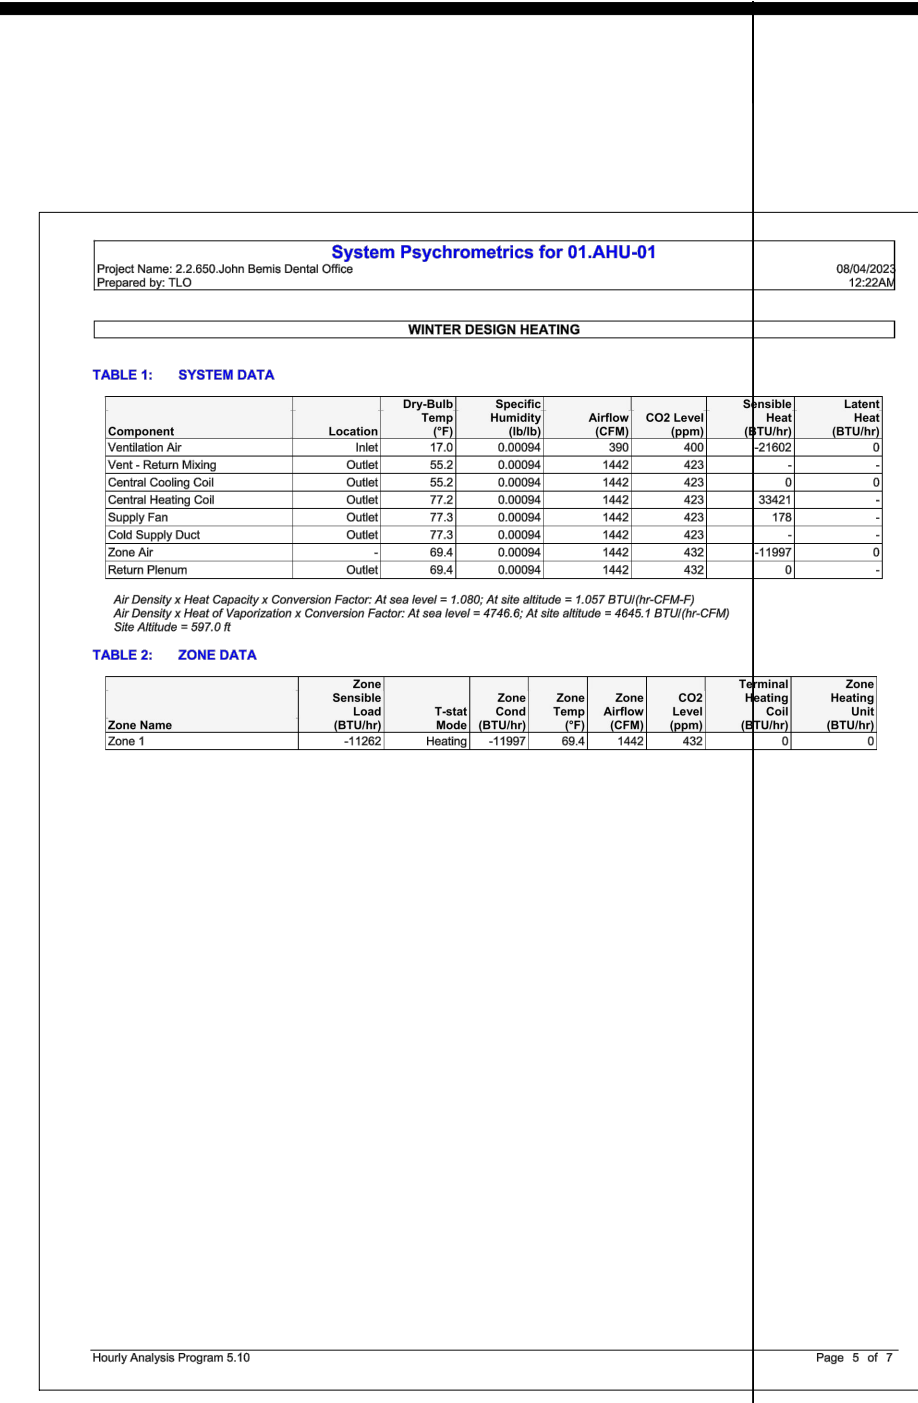 System Psychrometrics for 01.AHU-01
Project Name: 2.2.650.John Bemis Dental Office 08/04/2023
Prepared by: TLO 12:22AM
WINTER DESIGN HEATING
TABLE 1: SYSTEM DATA
Component Location Dry-Bulb Temp (°F) Specific Humidity (lb/lb) Airflow (CFM) CO2 Level (ppm) Sensible Heat (BTU/hr) Latent Heat (BTU/hr)
Ventilation Air Inlet 17.0 0.00094 390 400 -21602 0
Vent - Return Mixing Outlet 55.2 0.00094 1442 423 - -
Central Cooling Coil Outlet 55.2 0.00094 1442 423 0 0
Central Heating Coil Outlet 77.2 0.00094 1442 423 33421 -
Supply Fan Outlet 77.3 0.00094 1442 423 178 -
Cold Supply Duct Outlet 77.3 0.00094 1442 423 - -
Zone Air - 69.4 0.00094 1442 432 -11997 0
Return Plenum Outlet 69.4 0.00094 1442 432 0 -
Air Density x Heat Capacity x Conversion Factor: At sea level = 1.080; At site altitude = 1.057 BTU/(hr-CFM-F)
Air Density x Heat of Vaporization x Conversion Factor: At sea level = 4746.6; At site altitude = 4645.1 BTU/(hr-CFM)
Site Altitude = 597.0 ft
TABLE 2: ZONE DATA
Zone Name Zone Sensible Load (BTU/hr) T-stat Mode Zone Cond (BTU/hr) Zone Temp (°F) Zone Airflow (CFM) CO2 Level (ppm) Terminal Heating Coil (BTU/hr) Zone Heating Unit (BTU/hr)
Zone 1 -11262 Heating -11997 69.4 1442 432 0 0
Hourly Analysis Program 5.10 Page 5 of 7